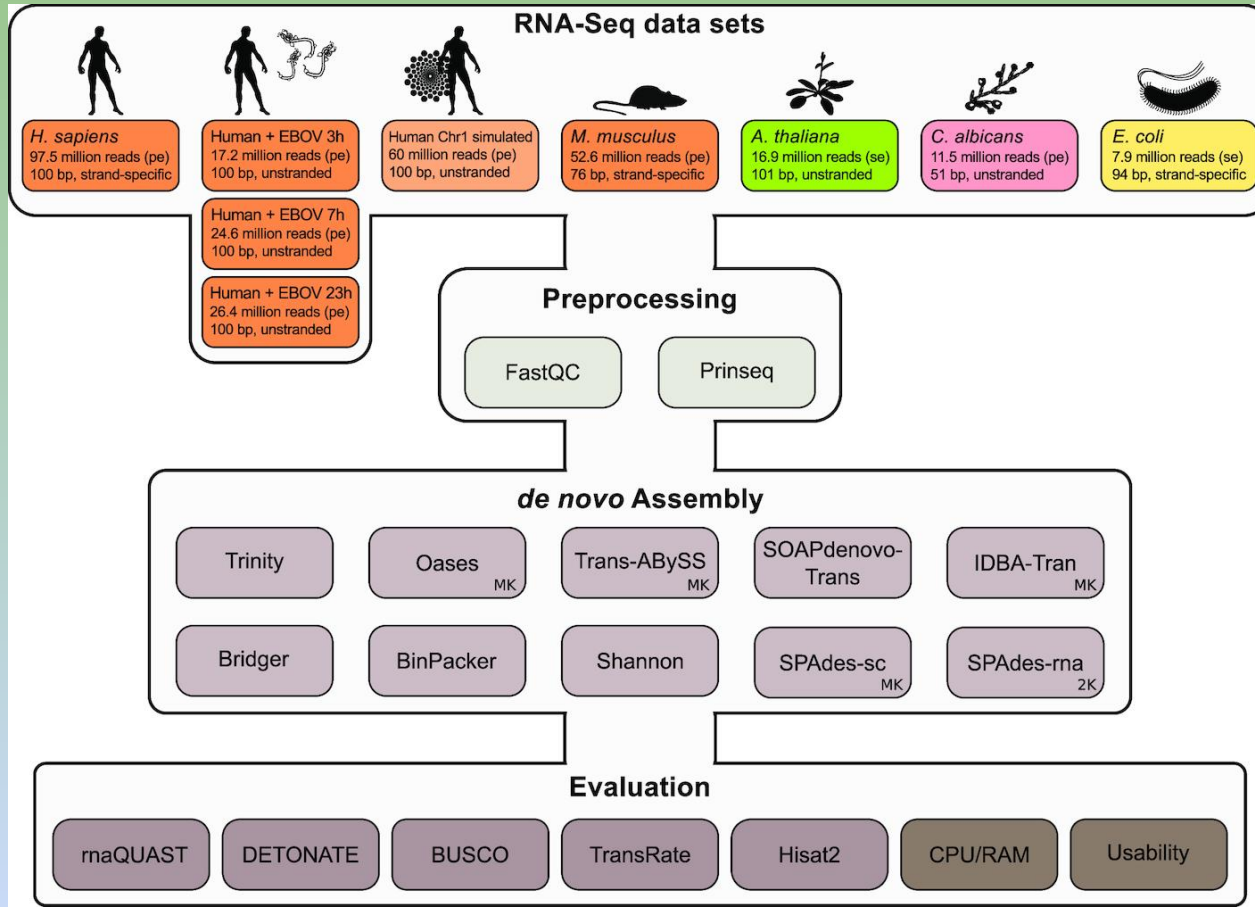 RNA-Seq data sets
H. sapiens
97.5 million reads (pe)
100 bp, strand-specific
Human + EBOV 3h
17.2 million reads (pe)
100 bp, unstranded
Human Chr1 simulated
60 million reads (pe)
100 bp, unstranded
M. musculus
52.6 million reads (pe)
76 bp, strand-specific
A. thaliana
16.9 million reads (se)
101 bp, unstranded
C. albicans
11.5 million reads (pe)
51 bp, unstranded
E. coli
7.9 million reads (se)
94 bp, strand-specific
Human + EBOV 7h
24.6 million reads (pe)
100 bp, unstranded
Human + EBOV 23h
26.4 million reads (pe)
100 bp, unstranded
Preprocessing
FastQC
Prinseq
de novo Assembly
Trinity
Oases
MK
Trans-ABySS
MK
SOAPdenovo-
Trans
IDBA-Tran
MK
Bridger
BinPacker
Shannon
SPAdes-sc
MK
SPAdes-rna
2K
Evaluation
rnaQUAST
DETONATE
BUSCO
TransRate
Hisat2
CPU/RAM
Usability